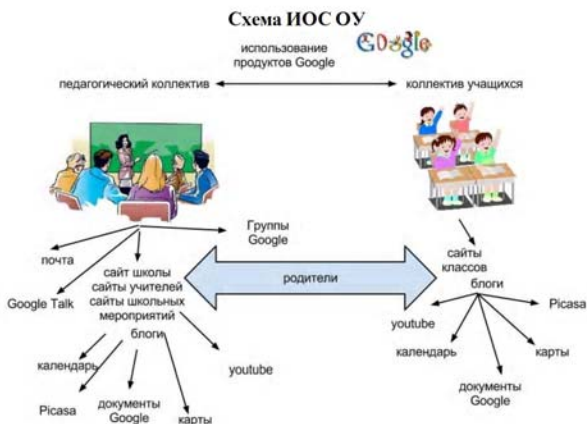 Схема ИОС ОУ
использование
продуктов Google
Google
педагогический коллектив
коллектив учащихся
Группы
Google
почта
сайт школы
сайты учителей
сайты школьных
мероприятий
блоги
Google Talk
родители
сайты
классов
блоги
календарь
Picasa
документы
Google
карты
youtube
youtube
календарь
документы
Google
карты
Picasa